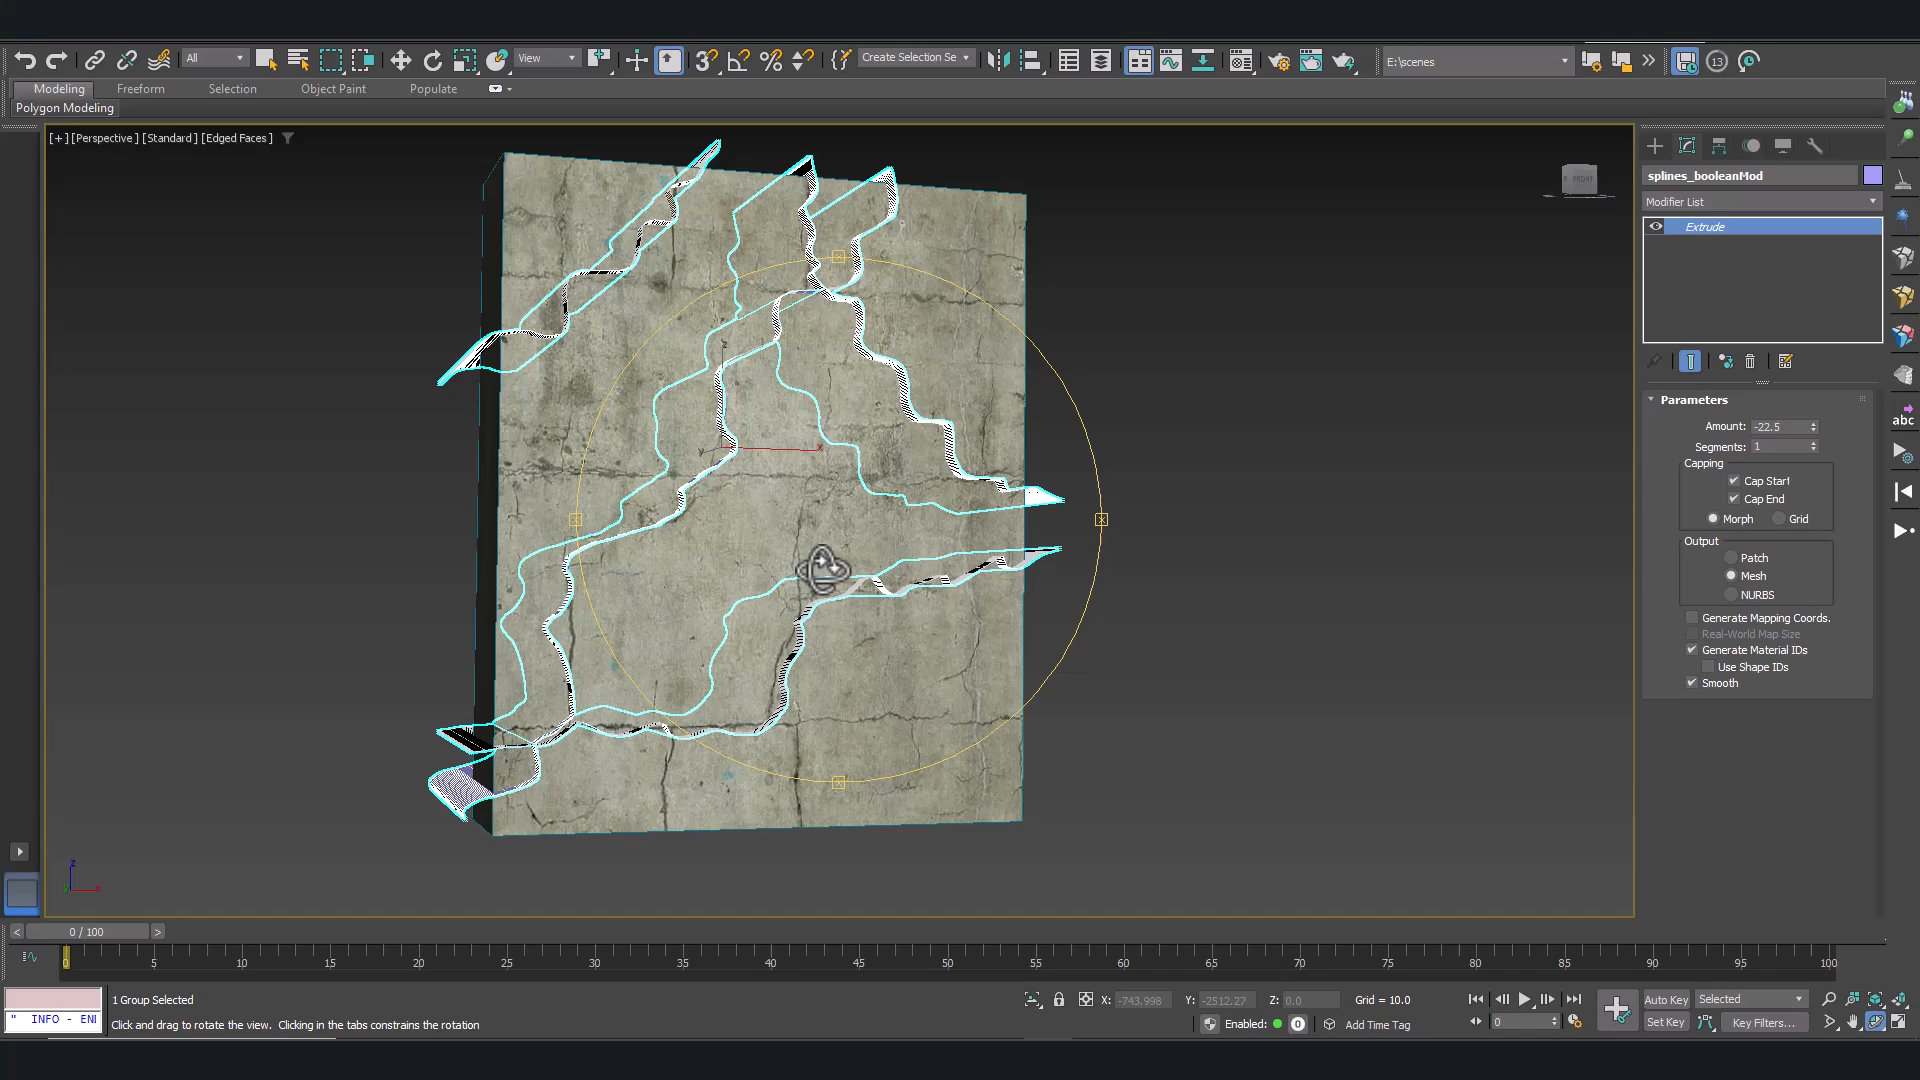 All
View
3
Create Selection Se
E:\scenes
13
Modeling
Freeform
Selection
Object Paint
Populate
Polygon Modeling
[+] [Perspective] [Standard] [Edged Faces]
FRONT
splines_booleanMod
Modifier List
Extrude
Parameters
Amount: -22.5
Segments: 1
Capping
Cap Start
Cap End
Morph Grid
Output
Patch
Mesh
NURBS
Generate Mapping Coords.
Real-World Map Size
Generate Material IDs
Use Shape IDs
Smooth
abc
z
x
y
z
y
x
< 0 / 100 >
0 5 10 15 20 25 30 35 40 45 50 55 60 65 70 75 80 85 90 95 100
1 Group Selected
X: -743.998 Y: -2512.27 Z: 0.0 Grid = 10.0
Auto Key Selected
" INFO - ENI
Click and drag to rotate the view. Clicking in the tabs constrains the rotation
Enabled: 0 Add Time Tag
0
Set Key Key Filters...